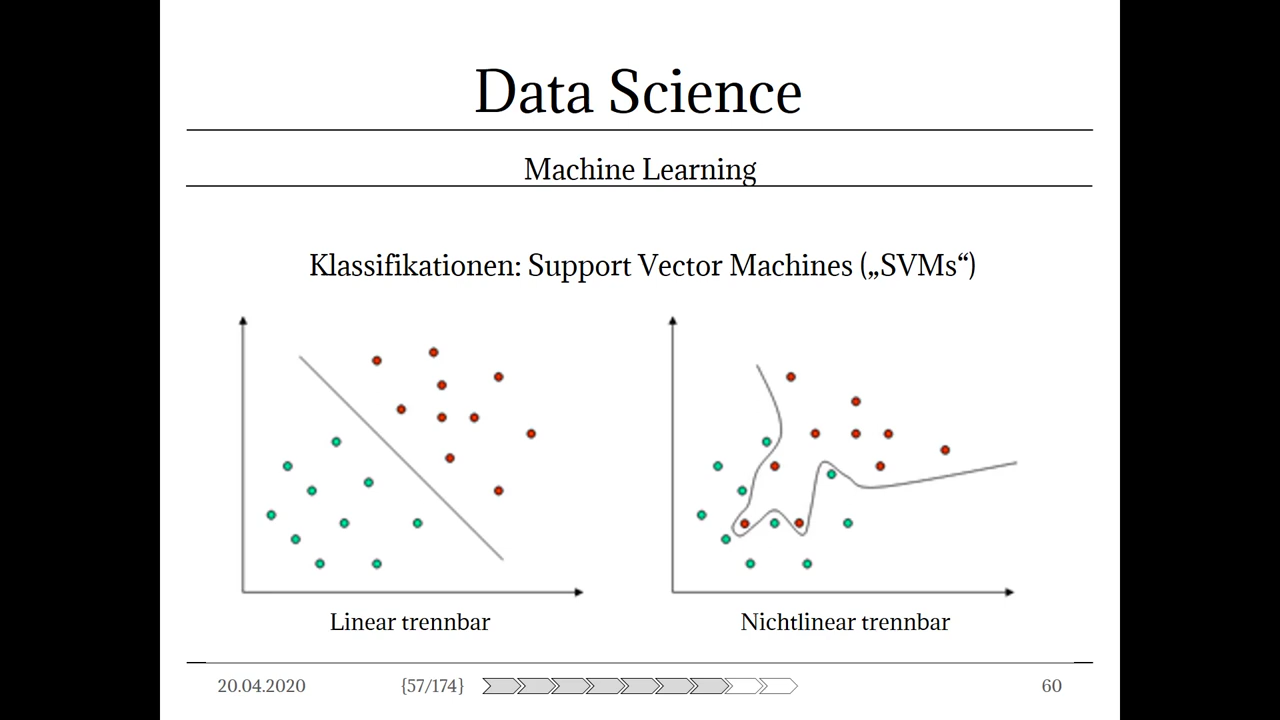 Data Science
Machine Learning
Klassifikationen: Support Vector Machines („SVMs“)
Linear trennbar
Nichtlinear trennbar
20.04.2020 {57/174} 60